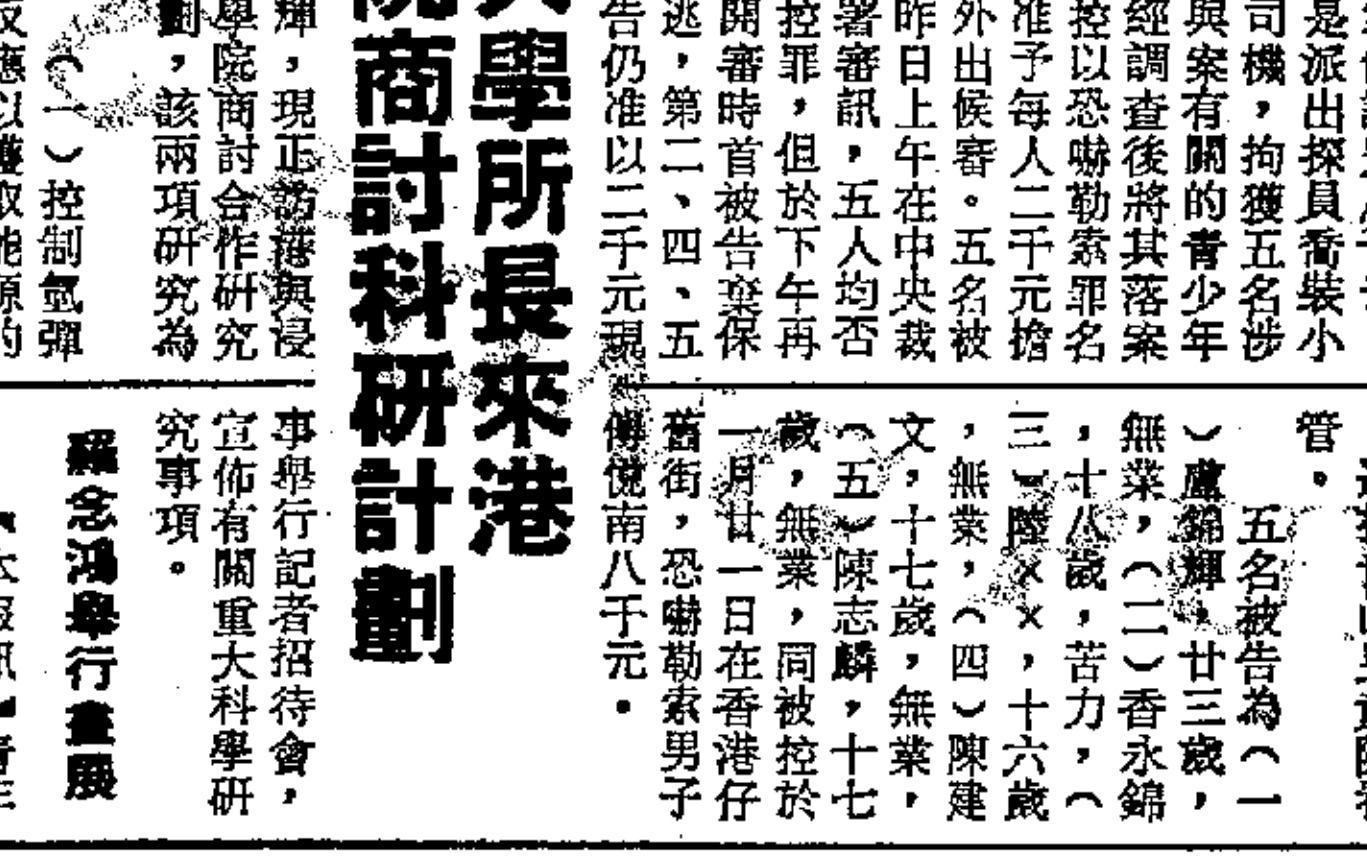 是派出探員喬裝小
司機，拘獲五名涉
與案有關的青少年
經調查後將其落案
控以恐嚇勒索罪名
准予每人二千元擔
外出候審。五名被
昨日上午在中央裁
署審訊，五人均否
控罪，但於下午再
開審時首被告棄保
逃，第二、四、五
告仍准以二千元現
管。
五名被告為（一
）盧錦輝，廿三歲，
無業，（二）香永錦
，十八歲，苦力，（
三）陸××，十六歲
，無業，（四）陳建
文，十七歲，無業，
（五）陳志麟，十七
歲，無業，同被控於
一月廿一日在香港仔
舊街，恐嚇勒索男子
傅悅南八千元．
學所長來港
商討科研計劃
輝，現正訪港與浸
學院商討合作研究
劃，該兩項研究為
（一）控制氫彈
反應以獲取能源的
事舉行記者招待會，
宣佈有關重大科學研
究事項。
羅念鴻舉行畫展